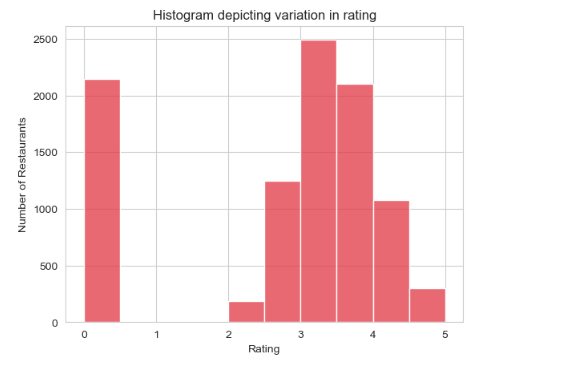 Histogram depicting variation in rating
Number of Restaurants
2500
2000
1500
1000
500
0
0 1 2 3 4 5
Rating